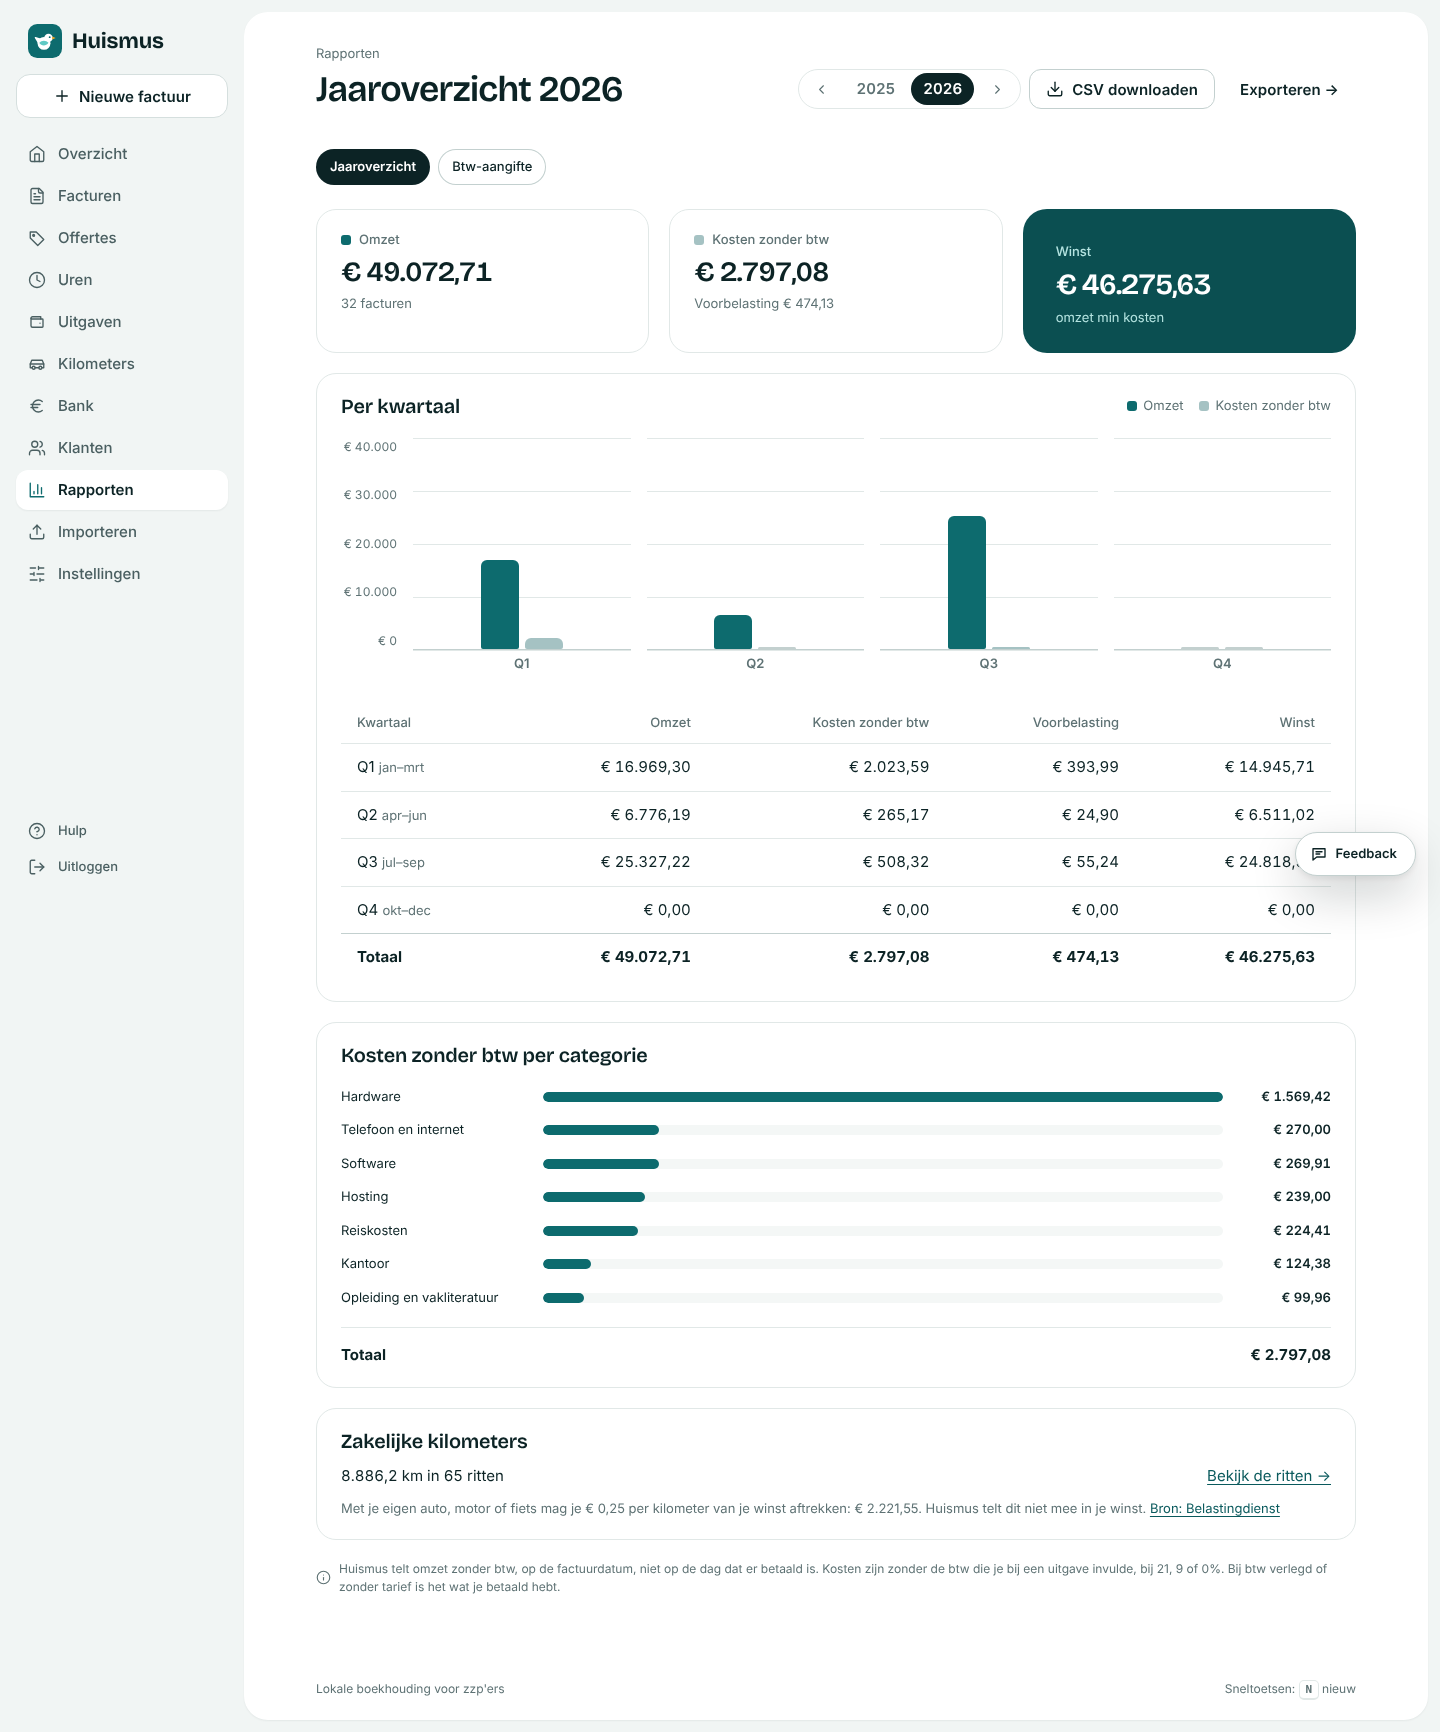 Huismus
Nieuwe factuur
Overzicht
Facturen
Offertes
Uren
Uitgaven
Kilometers
Bank
Klanten
Rapporten
Importeren
Instellingen
Hulp
Uitloggen
Rapporten
Jaaroverzicht 2026
2025 2026
CSV downloaden
Exporteren →
Jaaroverzicht Btw-aangifte
Omzet
€ 49.072,71
32 facturen
Kosten zonder btw
€ 2.797,08
Voorbelasting € 474,13
Winst
€ 46.275,63
omzet min kosten
Per kwartaal
Omzet Kosten zonder btw
€ 40.000
€ 30.000
€ 20.000
€ 10.000
€ 0
Q1 Q2 Q3 Q4
Kwartaal Omzet Kosten zonder btw Voorbelasting Winst
Q1 jan–mrt € 16.969,30 € 2.023,59 € 393,99 € 14.945,71
Q2 apr–jun € 6.776,19 € 265,17 € 24,90 € 6.511,02
Q3 jul–sep € 25.327,22 € 508,32 € 55,24 € 24.818,
Q4 okt–dec € 0,00 € 0,00 € 0,00 € 0,00
Totaal € 49.072,71 € 2.797,08 € 474,13 € 46.275,63
Feedback
Kosten zonder btw per categorie
Hardware € 1.569,42
Telefoon en internet € 270,00
Software € 269,91
Hosting € 239,00
Reiskosten € 224,41
Kantoor € 124,38
Opleiding en vakliteratuur € 99,96
Totaal € 2.797,08
Zakelijke kilometers
8.886,2 km in 65 ritten Bekijk de ritten →
Met je eigen auto, motor of fiets mag je € 0,25 per kilometer van je winst aftrekken: € 2.221,55. Huismus telt dit niet mee in je winst. Bron: Belastingdienst
Huismus telt omzet zonder btw, op de factuurdatum, niet op de dag dat er betaald is. Kosten zijn zonder de btw die je bij een uitgave invulde, bij 21, 9 of 0%. Bij btw verlegd of
zonder tarief is het wat je betaald hebt.
Lokale boekhouding voor zzp'ers
Sneltoetsen: N nieuw